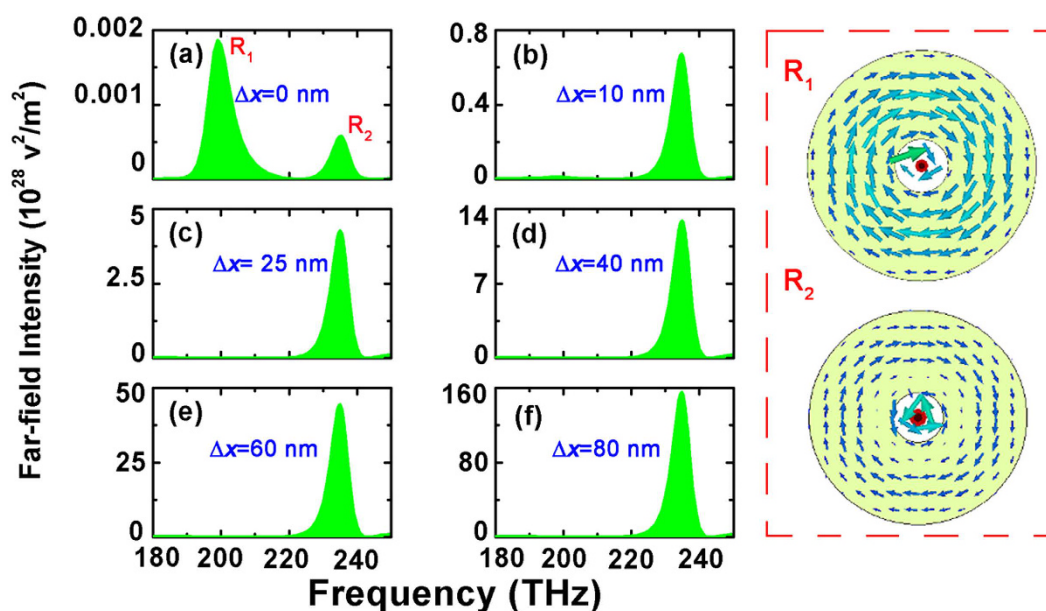 Far-field Intensity (10^28 v^2/m^2)
0.002
0.001
0
(a)
R1
Δx=0 nm
R2
0.8
0.4
0
(b)
Δx=10 nm
5
2.5
0
(c)
Δx= 25 nm
14
7
0
(d)
Δx=40 nm
50
25
0
(e)
Δx=60 nm
180 200 220 240
160
80
0
(f)
Δx=80 nm
180 200 220 240
Frequency (THz)
R1
R2